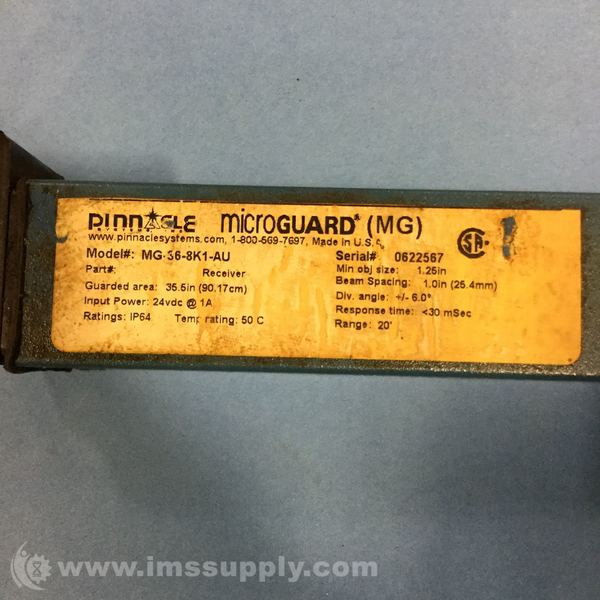 PINNACLE SYSTEMS microGUARD® (MG)
www.pinnaclesystems.com, 1-800-569-7697, Made in U.S.A.
Model#: MG-36-8K1-AU Serial# 0622567
Part#: Receiver Min obj size: 1.25in
Guarded area: 35.5in (90.17cm) Beam Spacing: 1.0in (25.4mm)
Input Power: 24vdc @ 1A Div. angle: +/- 6.0°
Ratings: IP64 Temp rating: 50 C Response time: <30 mSec
Range: 20'
SA
www.imssupply.com